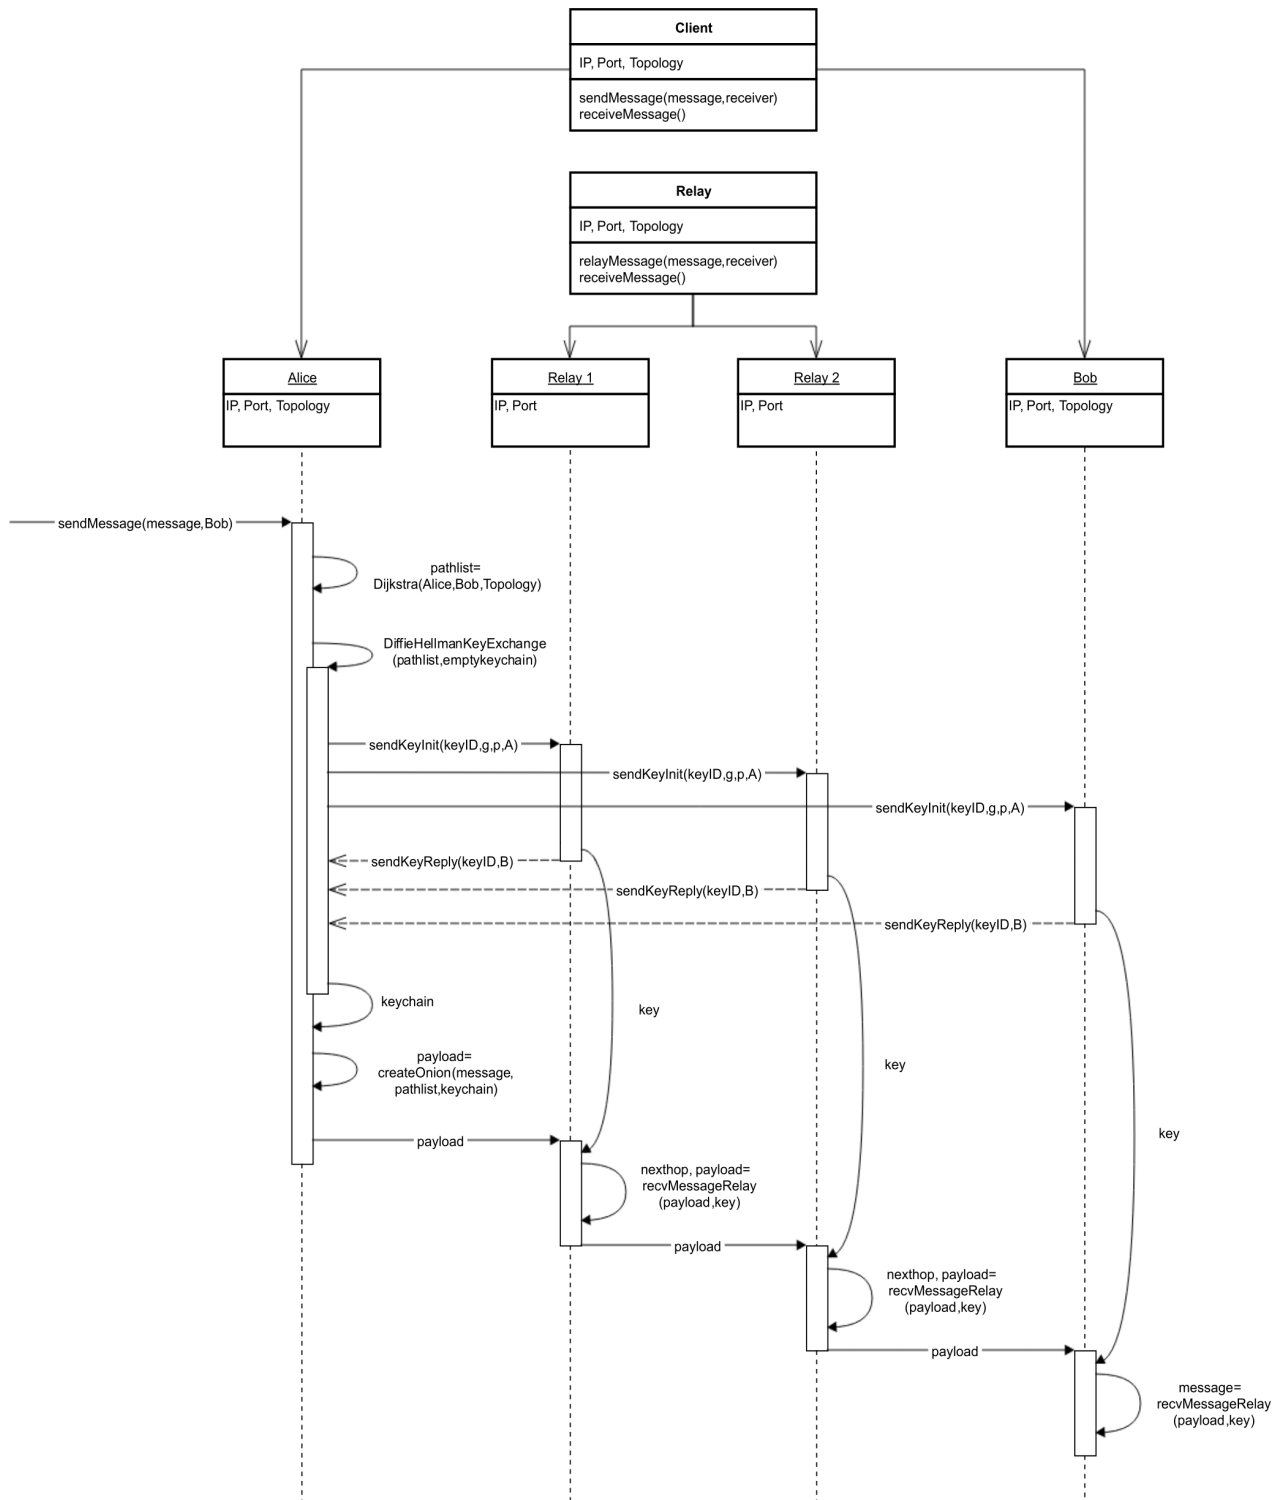 Client
IP, Port, Topology
sendMessage(message,receiver)
receiveMessage()
Relay
IP, Port, Topology
relayMessage(message,receiver)
receiveMessage()
Alice
IP, Port, Topology
Relay 1
IP, Port
Relay 2
IP, Port
Bob
IP, Port, Topology
sendMessage(message,Bob)
pathlist=
Dijkstra(Alice,Bob,Topology)
DiffieHellmanKeyExchange
(pathlist,emptykeychain)
sendKeyInit(keyID,g,p,A)
sendKeyInit(keyID,g,p,A)
sendKeyInit(keyID,g,p,A)
sendKeyReply(keyID,B)
sendKeyReply(keyID,B)
sendKeyReply(keyID,B)
keychain
key
payload=
createOnion(message,
pathlist,keychain)
key
key
payload
nexthop, payload=
recvMessageRelay
(payload,key)
payload
nexthop, payload=
recvMessageRelay
(payload,key)
payload
message=
recvMessageRelay
(payload,key)